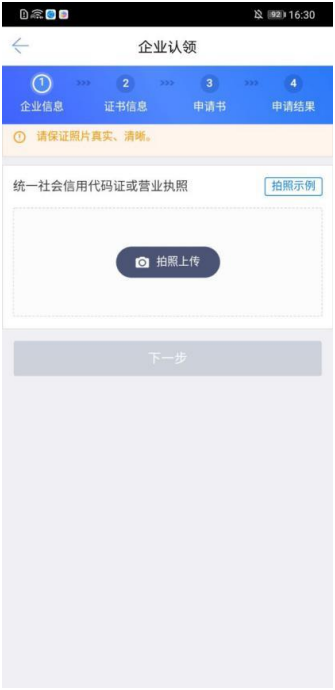 92 16:30
企业认领
1 >>> 2 >>> 3 >>> 4
企业信息 证书信息 申请书 申请结果
请保证照片真实、清晰。
统一社会信用代码证或营业执照 拍照示例
拍照上传
下一步